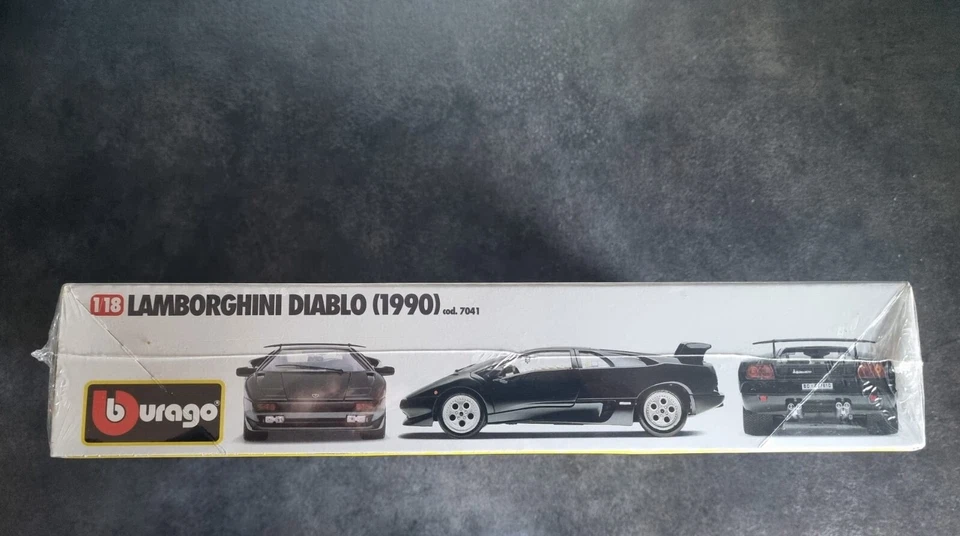 1/18 LAMBORGHINI DIABLO (1990) cod. 7041
burago®